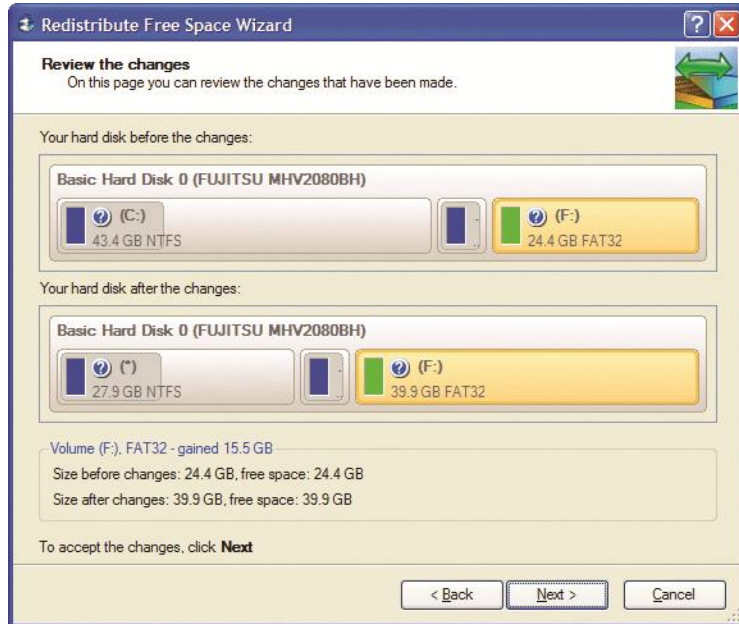 Redistribute Free Space Wizard
Review the changes
On this page you can review the changes that have been made.
Your hard disk before the changes:
Basic Hard Disk 0 (FUJITSU MHV2080BH)
(C:)
43.4 GB NTFS
(F:)
24.4 GB FAT32
Your hard disk after the changes:
Basic Hard Disk 0 (FUJITSU MHV2080BH)
(*)
27.9 GB NTFS
(F:)
39.9 GB FAT32
Volume (F:), FAT32 - gained 15.5 GB
Size before changes: 24.4 GB, free space: 24.4 GB
Size after changes: 39.9 GB, free space: 39.9 GB
To accept the changes, click Next
< Back Next > Cancel